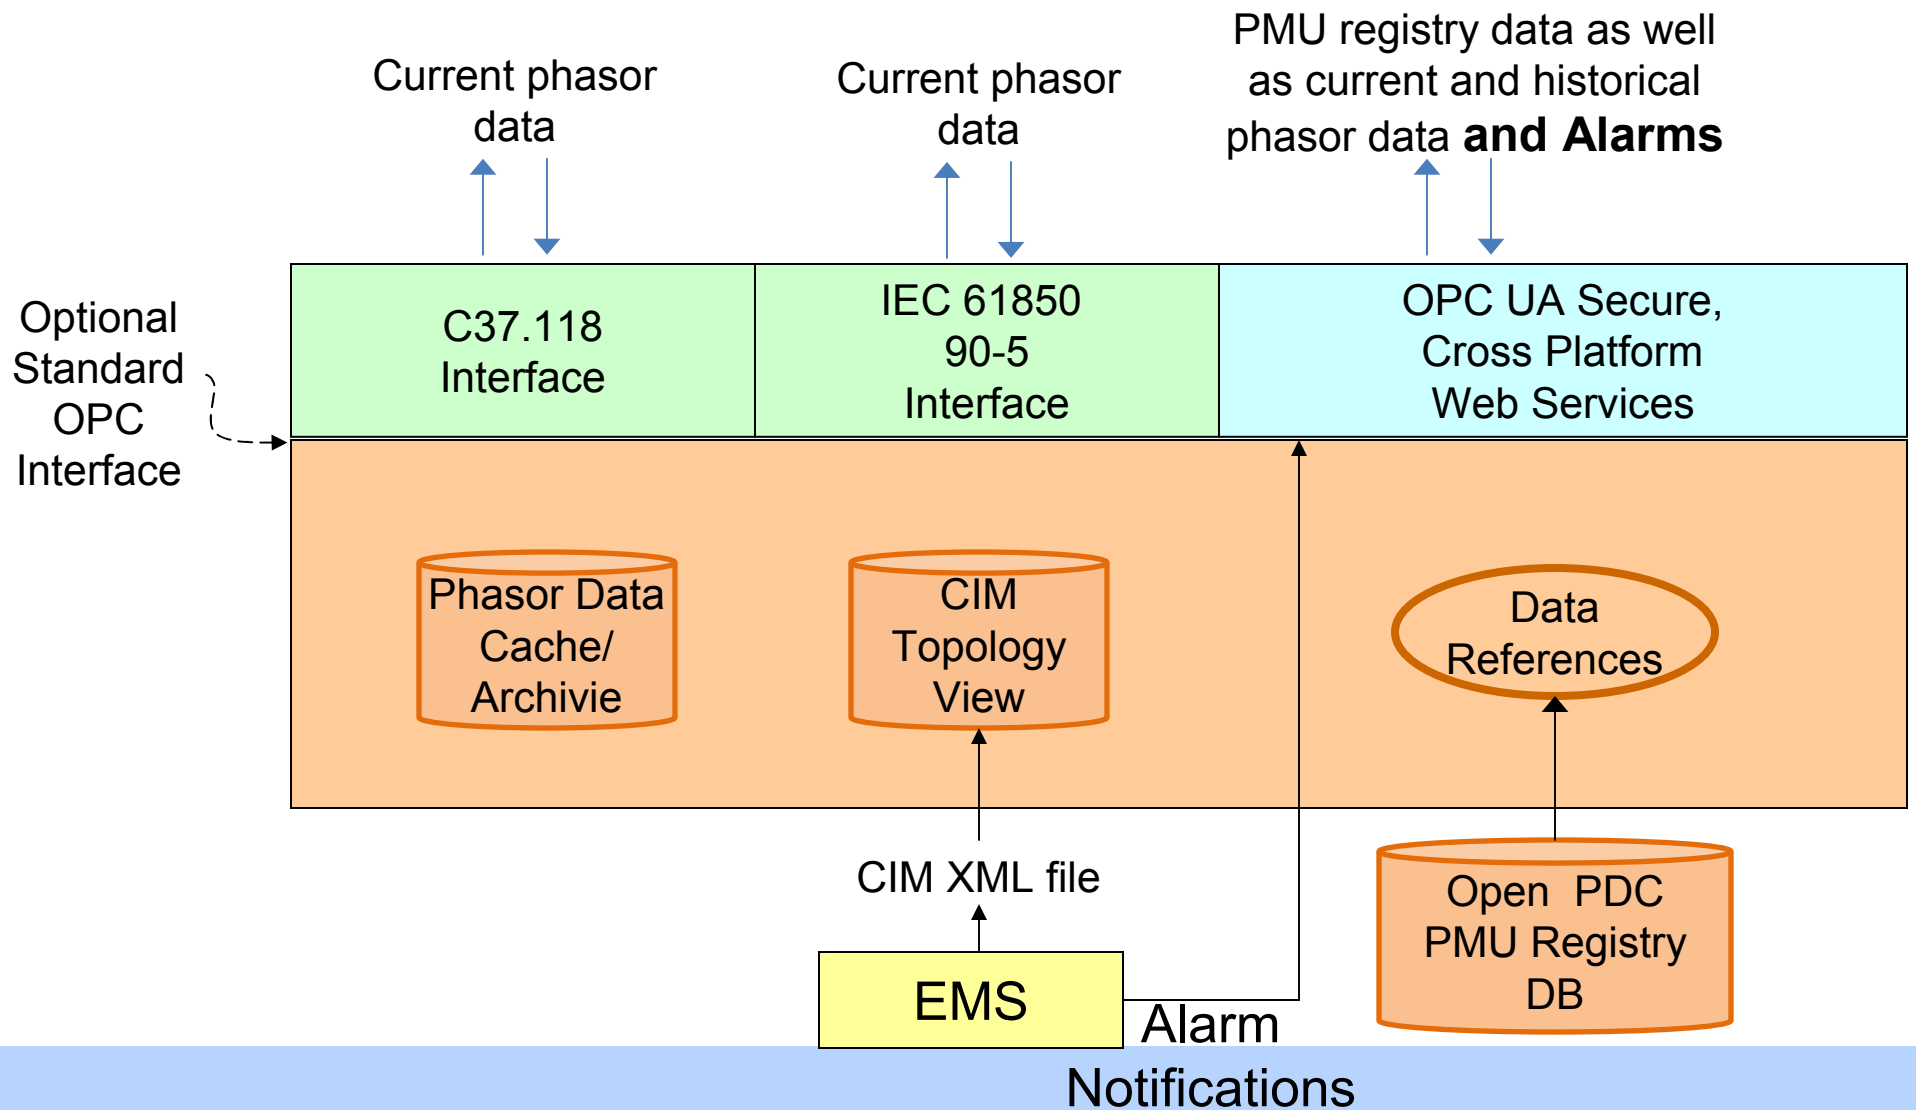 Current phasor
data
Current phasor
data
PMU registry data as well
as current and historical
phasor data and Alarms
Optional
Standard
OPC
Interface
C37.118
Interface
IEC 61850
90-5
Interface
OPC UA Secure,
Cross Platform
Web Services
Phasor Data
Cache/
Archivie
CIM
Topology
View
Data
References
CIM XML file
Open PDC
PMU Registry
DB
EMS
Alarm
Notifications